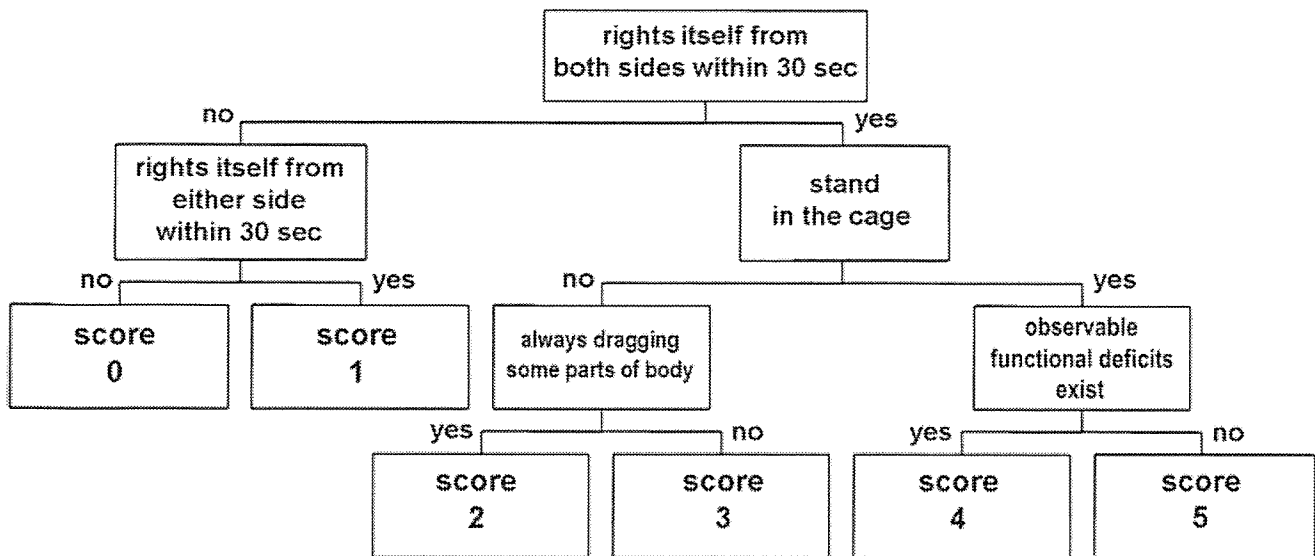 rights itself from
both sides within 30 sec
no
yes
rights itself from
either side
within 30 sec
stand
in the cage
no
yes
no
yes
score
0
score
1
always dragging
some parts of body
observable
functional deficits
exist
yes
no
yes
no
score
2
score
3
score
4
score
5